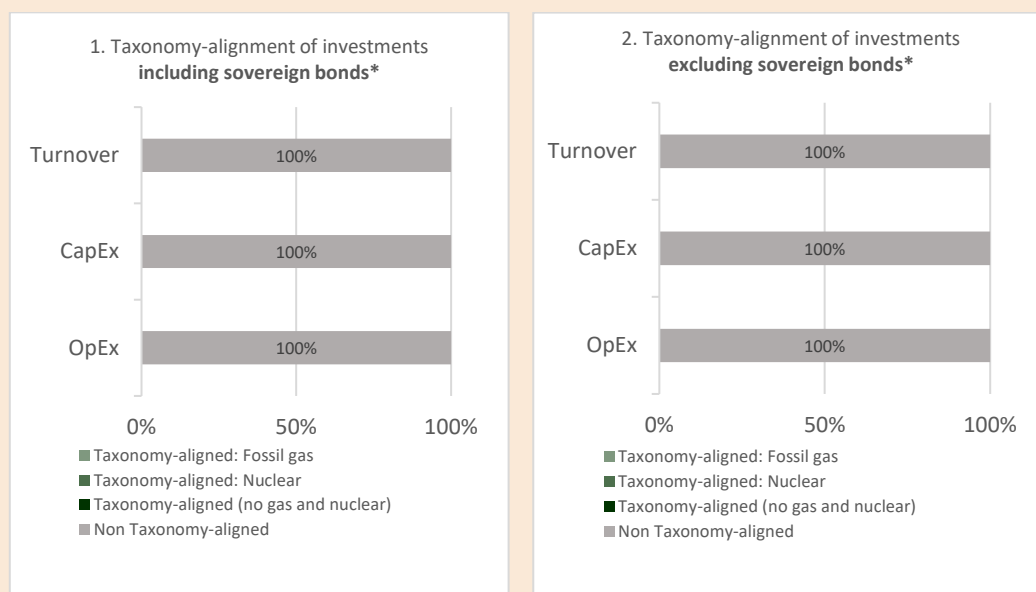 1. Taxonomy-alignment of investments
including sovereign bonds*
Turnover
100%
CapEx
100%
OpEx
100%
0%
50%
100%
Taxonomy-aligned: Fossil gas
Taxonomy-aligned: Nuclear
Taxonomy-aligned (no gas and nuclear)
Non Taxonomy-aligned
2. Taxonomy-alignment of investments
excluding sovereign bonds*
Turnover
100%
CapEx
100%
OpEx
100%
0%
50%
100%
Taxonomy-aligned: Fossil gas
Taxonomy-aligned: Nuclear
Taxonomy-aligned (no gas and nuclear)
Non Taxonomy-aligned